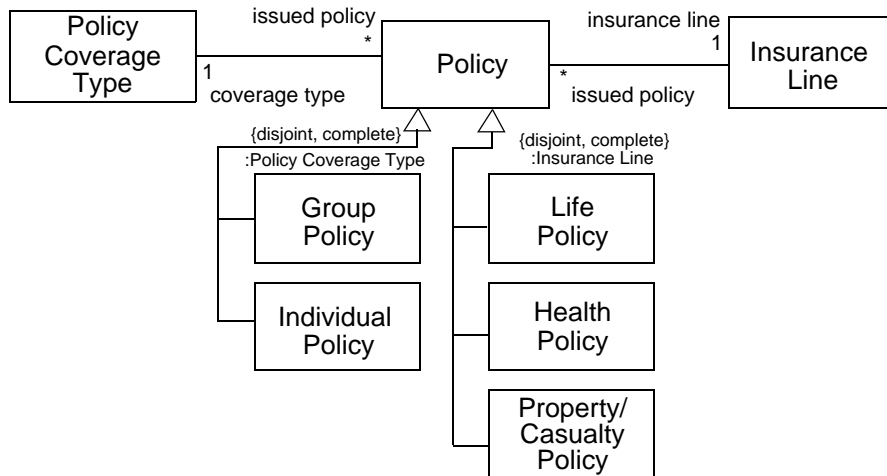 Policy
Coverage
Type
issued policy
*
1
coverage type
Policy
insurance line
1
*
issued policy
Insurance
Line
{disjoint, complete}
:Policy Coverage Type
{disjoint, complete}
:Insurance Line
Group
Policy
Individual
Policy
Life
Policy
Health
Policy
Property/
Casualty
Policy